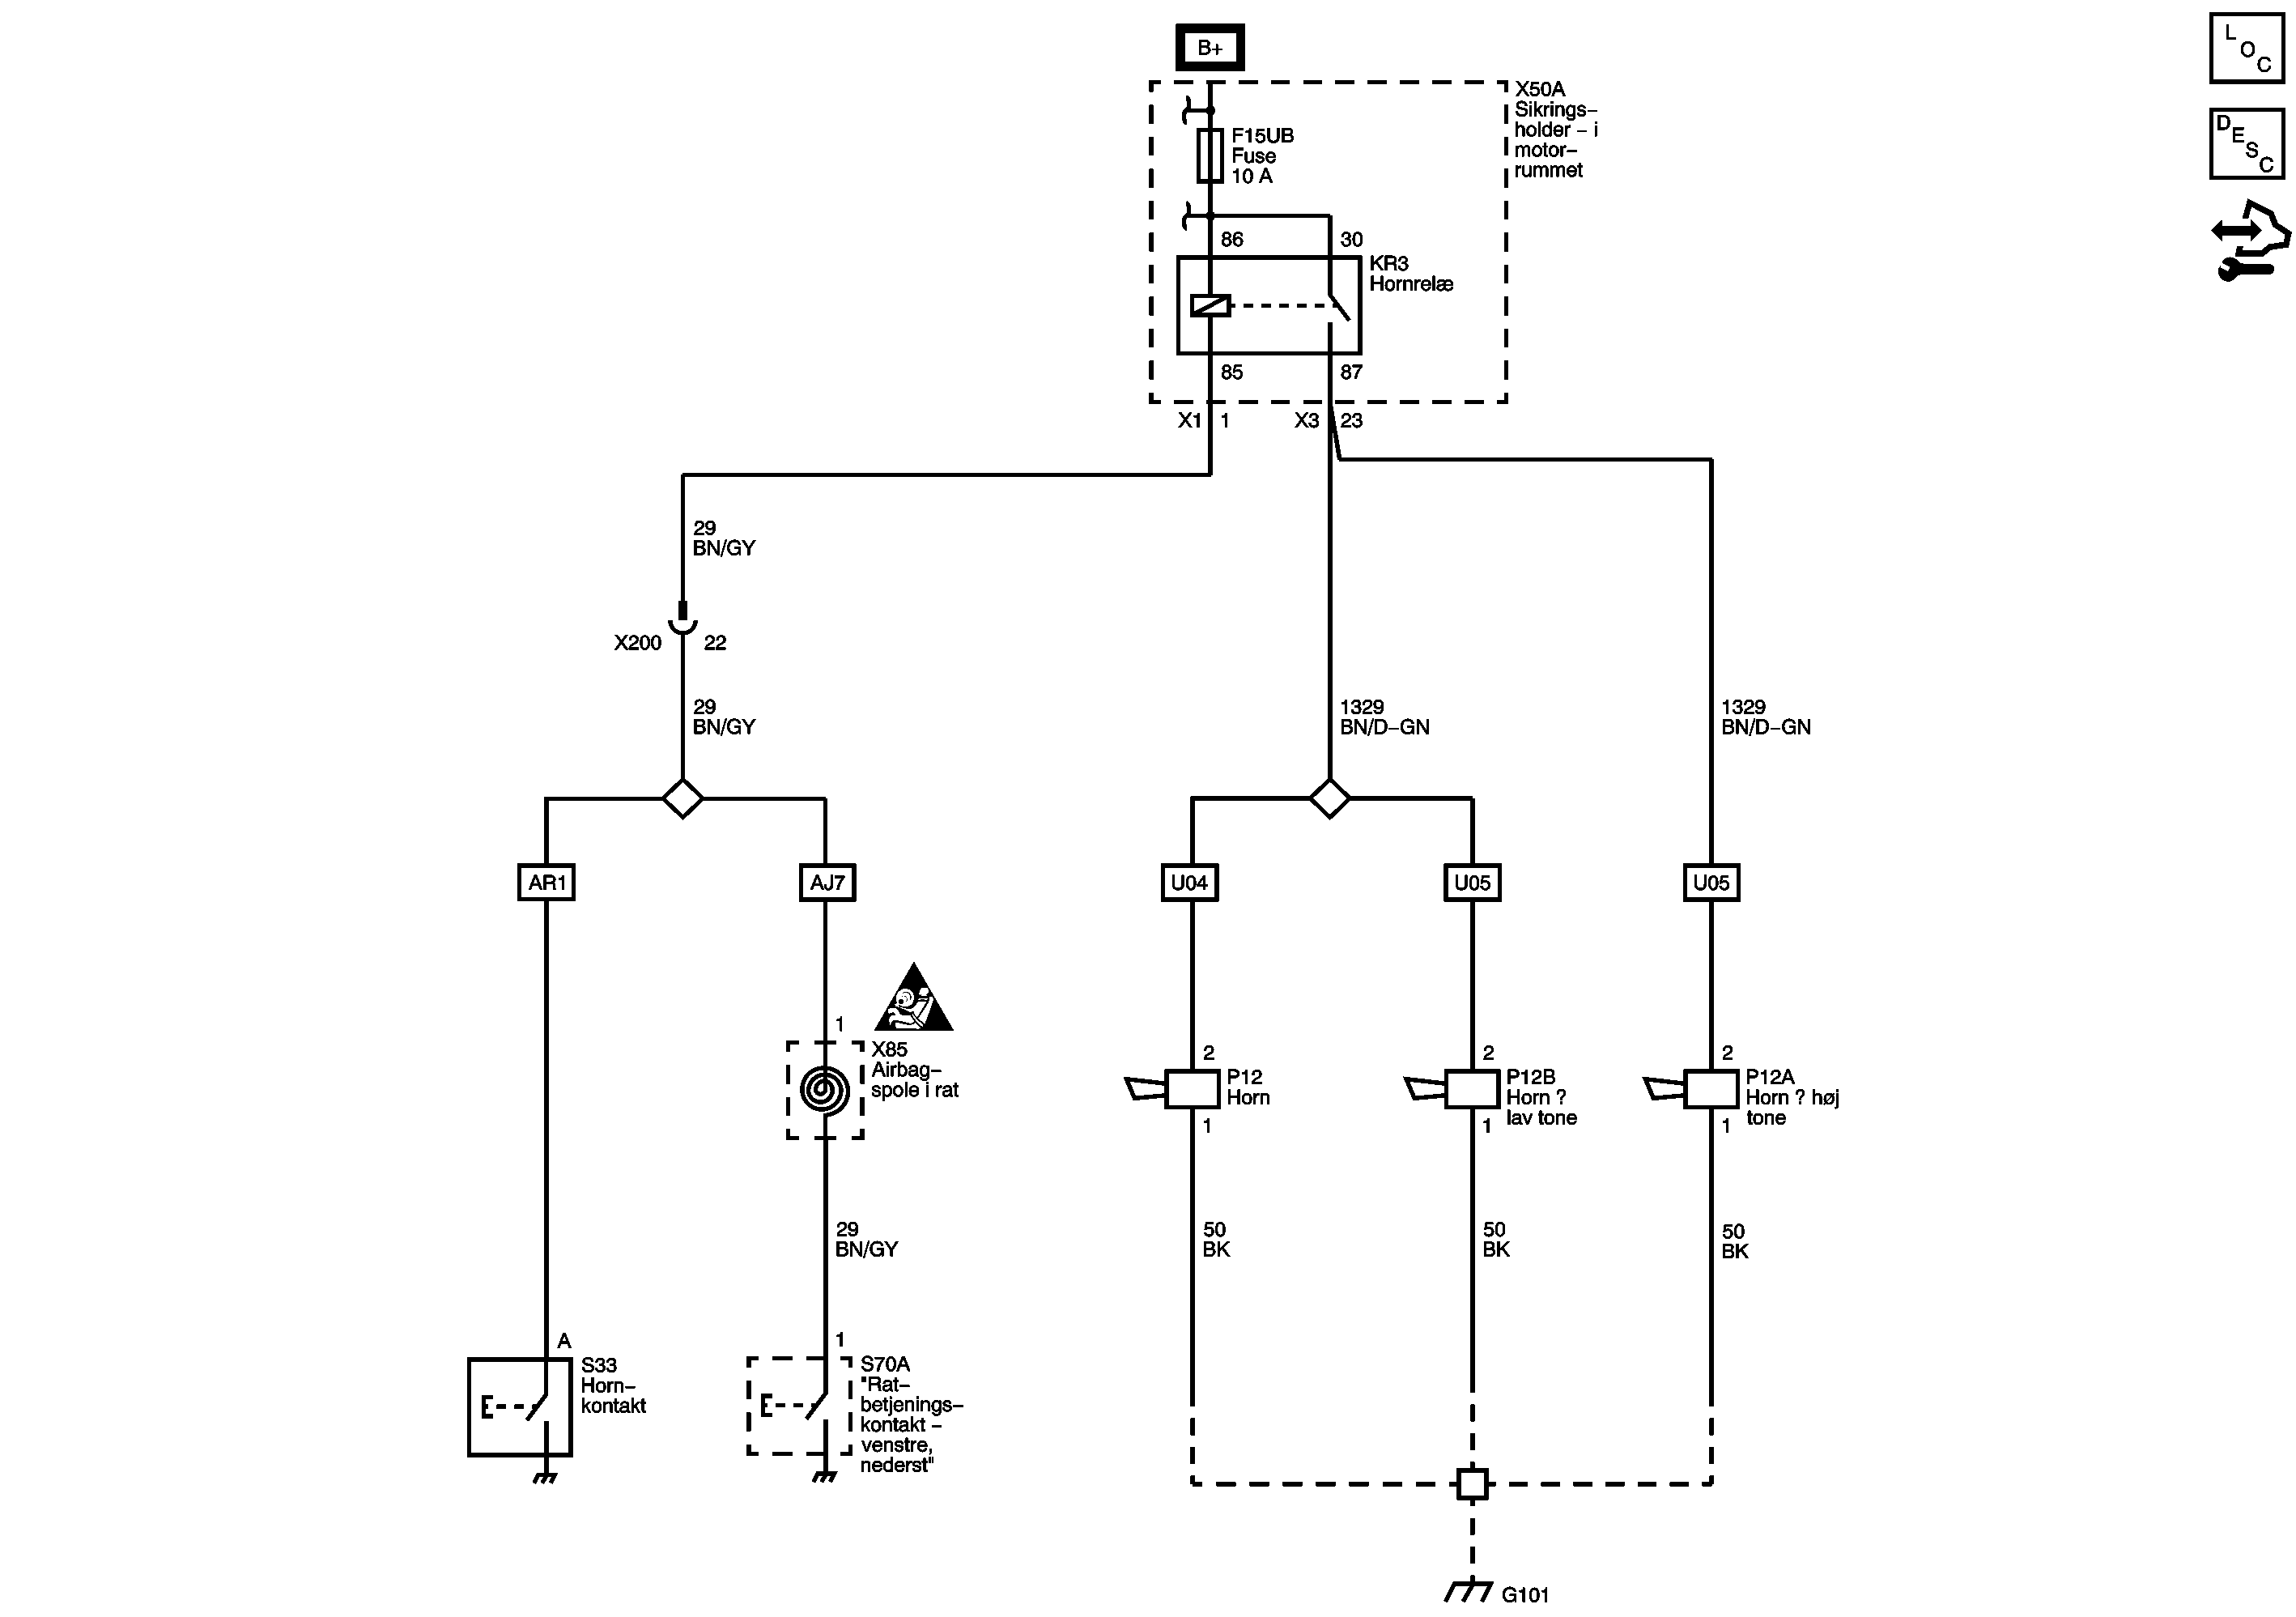 B+
L
O
C
D
E
S
C
X50A
Sikrings–
holder – i
motor–
rummet
F15UB
Fuse
10 A
86
30
KR3
Hornrelæ
85
87
X1
1
X3
23
29
BN/GY
X200
22
29
BN/GY
1329
BN/D–GN
1329
BN/D–GN
AR1
AJ7
U04
U05
U05
1
X85
Airbag–
spole i rat
2
P12
Horn
1
2
P12B
Horn ?
lav tone
1
2
P12A
Horn ? høj
tone
1
29
BN/GY
50
BK
50
BK
50
BK
A
S33
Horn–
kontakt
1
S70A
"Rat–
betjenings–
kontakt –
venstre,
nederst"
G101